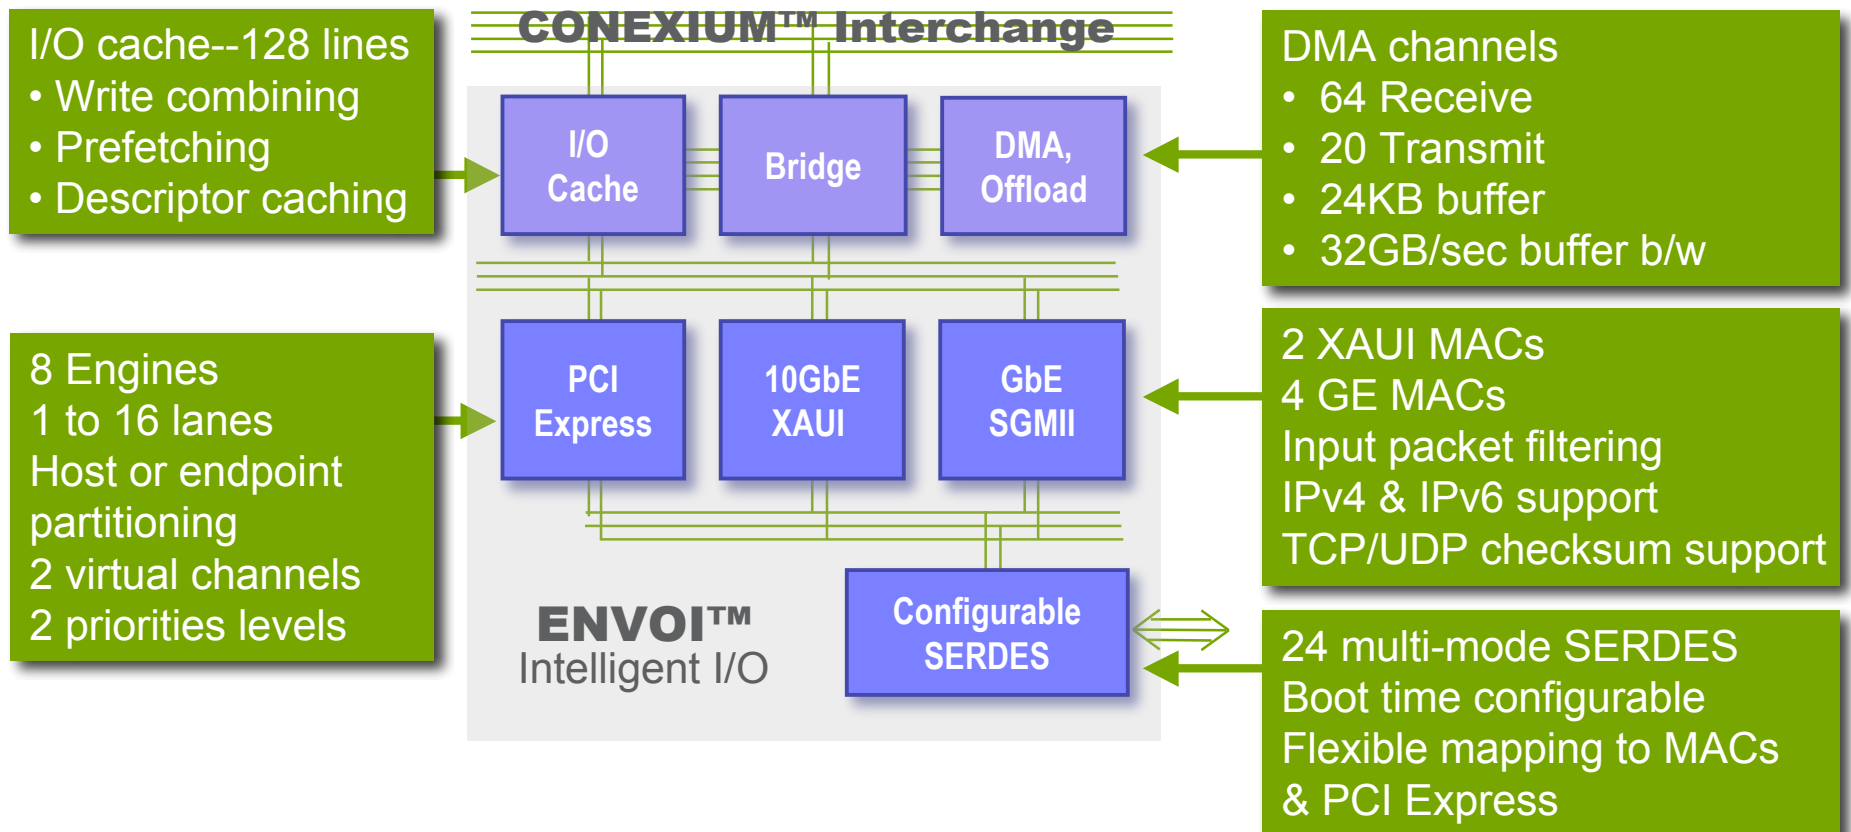 CONEXIUM™ Interchange
I/O cache--128 lines
• Write combining
• Prefetching
• Descriptor caching
I/O
Cache
Bridge
DMA,
Offload
DMA channels
• 64 Receive
• 20 Transmit
• 24KB buffer
• 32GB/sec buffer b/w
8 Engines
1 to 16 lanes
Host or endpoint
partitioning
2 virtual channels
2 priorities levels
PCI
Express
10GbE
XAUI
GbE
SGMII
2 XAUI MACs
4 GE MACs
Input packet filtering
IPv4 & IPv6 support
TCP/UDP checksum support
ENVOI™
Intelligent I/O
Configurable
SERDES
24 multi-mode SERDES
Boot time configurable
Flexible mapping to MACs
& PCI Express